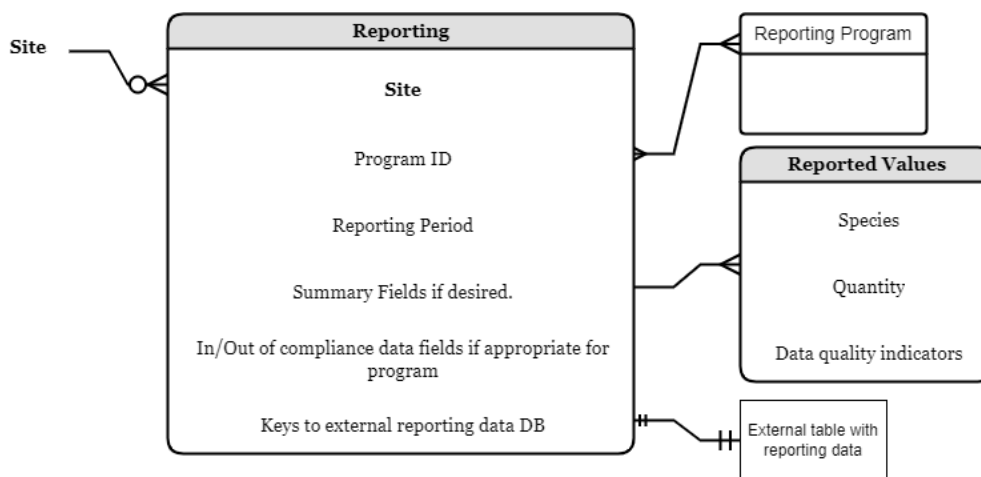 Site
Reporting
Site
Program ID
Reporting Period
Summary Fields if desired.
In/Out of compliance data fields if appropriate for
program
Keys to external reporting data DB
Reporting Program
Reported Values
Species
Quantity
Data quality indicators
External table with
reporting data